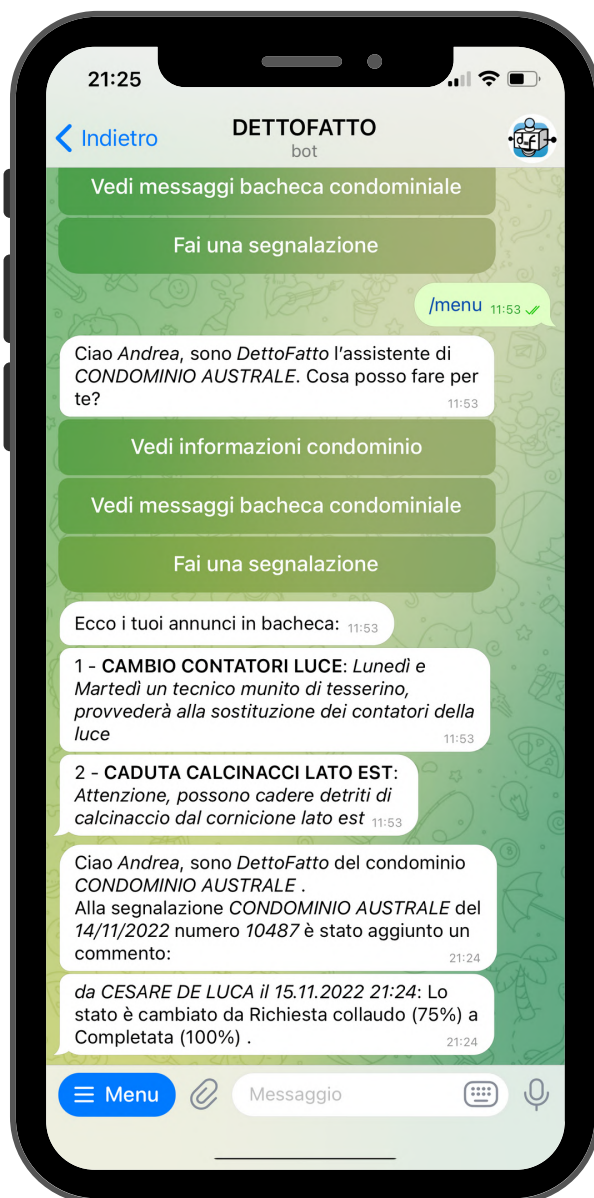 21:25
Indietro
DETTOFATTO
bot
d=f
Vedi messaggi bacheca condominiale
Fai una segnalazione
/menu 11:53
Ciao Andrea, sono DettoFatto l'assistente di
CONDOMINIO AUSTRALE. Cosa posso fare per
te? 11:53
Vedi informazioni condominio
Vedi messaggi bacheca condominiale
Fai una segnalazione
Ecco i tuoi annunci in bacheca: 11:53
1 - CAMBIO CONTATORI LUCE: Lunedì e
Martedì un tecnico munito di tesserino,
provvederà alla sostituzione dei contatori della
luce 11:53
2 - CADUTA CALCINACCI LATO EST:
Attenzione, possono cadere detriti di
calcinaccio dal cornicione lato est 11:53
Ciao Andrea, sono DettoFatto del condominio
CONDOMINIO AUSTRALE .
Alla segnalazione CONDOMINIO AUSTRALE del
14/11/2022 numero 10487 è stato aggiunto un
commento: 21:24
da CESARE DE LUCA il 15.11.2022 21:24: Lo
stato è cambiato da Richiesta collaudo (75%) a
Completata (100%) . 21:24
Menu
Messaggio